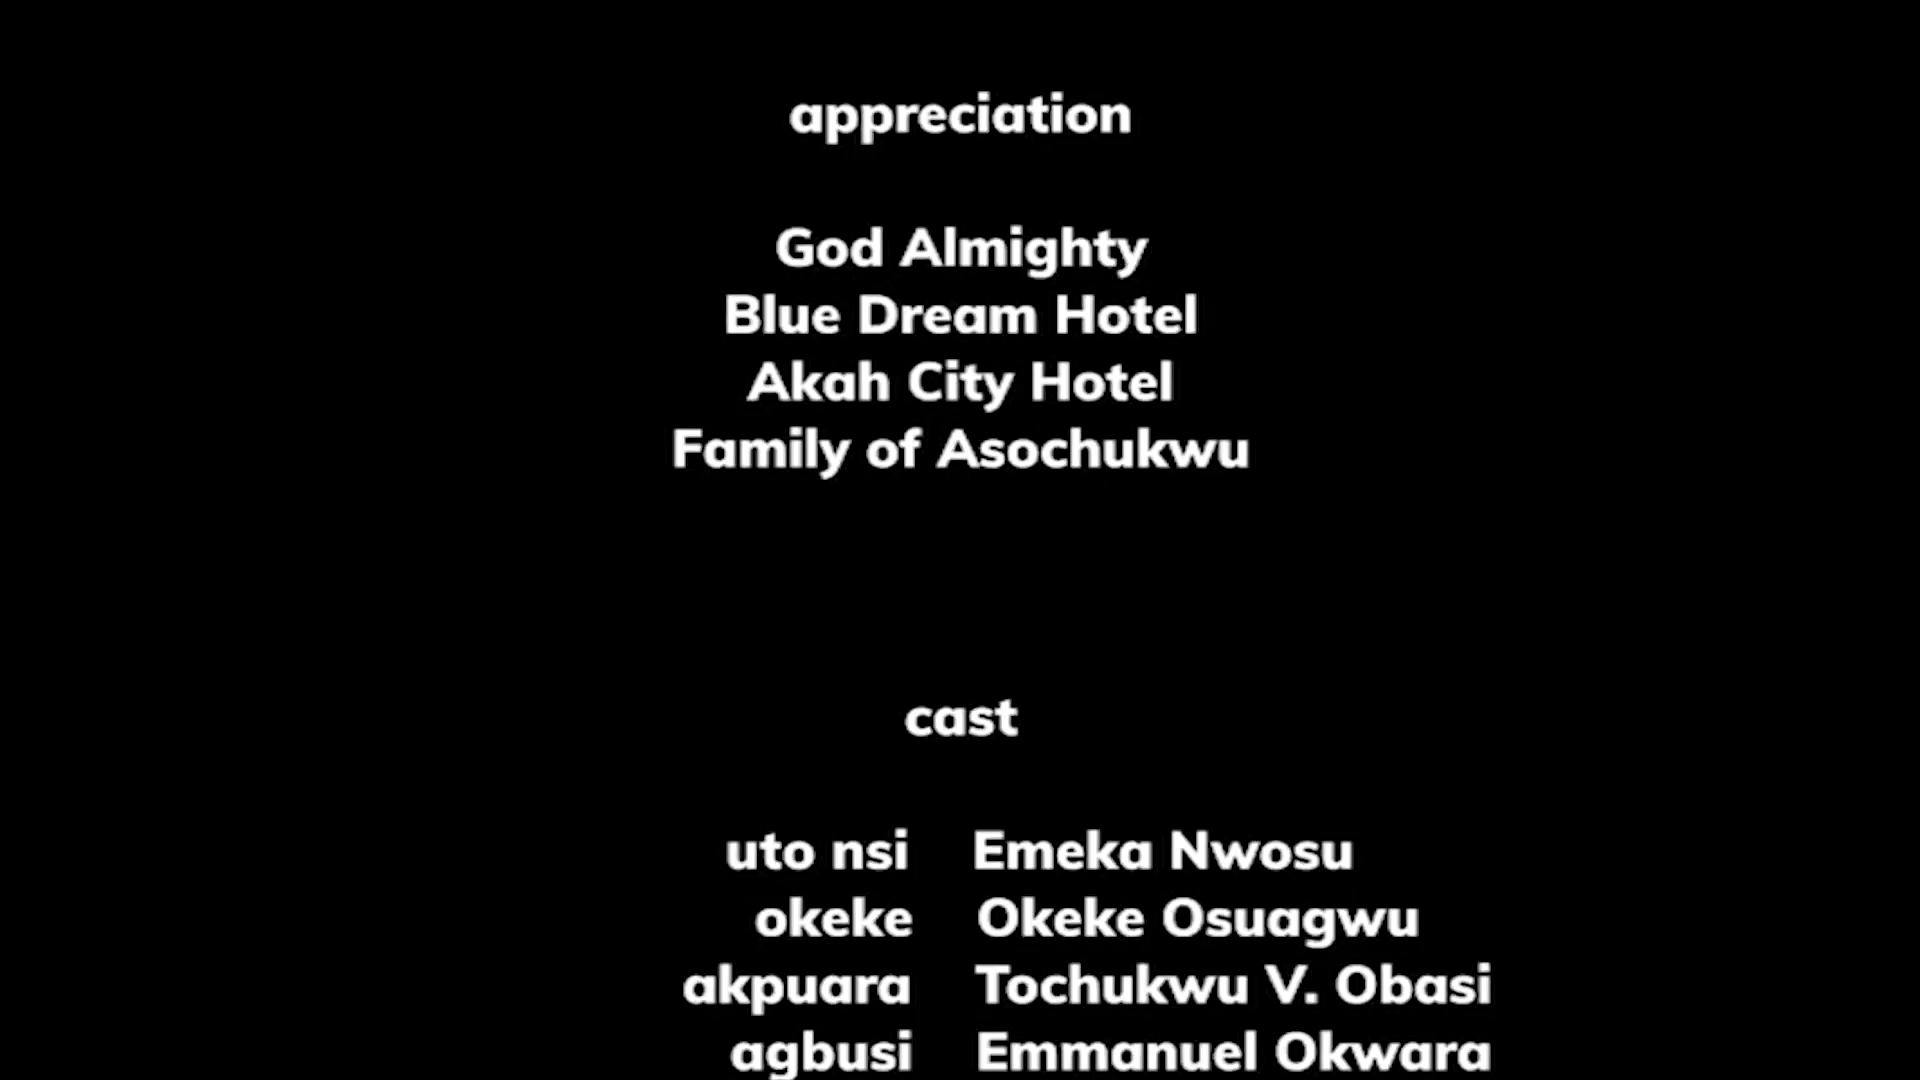 appreciation
God Almighty
Blue Dream Hotel
Akah City Hotel
Family of Asochukwu
cast
uto nsi Emeka Nwosu
okeke Okeke Osuagwu
akpuara Tochukwu V. Obasi
agbusi Emmanuel Okwara